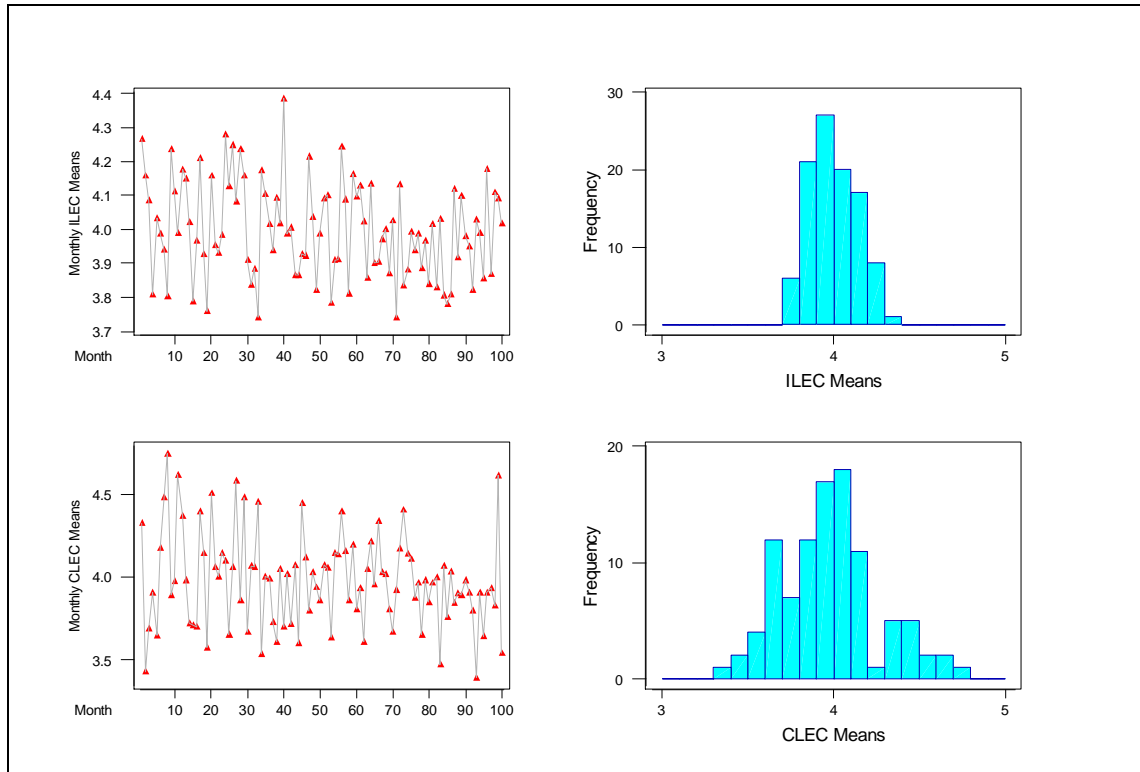 Monthly ILEC Means
4.4
4.3
4.2
4.1
4.0
3.9
3.8
3.7
Month 10 20 30 40 50 60 70 80 90 100
Frequency
30
20
10
0
3 4 5
ILEC Means
Monthly CLEC Means
4.5
4.0
3.5
Month 10 20 30 40 50 60 70 80 90 100
Frequency
20
10
0
3 4 5
CLEC Means